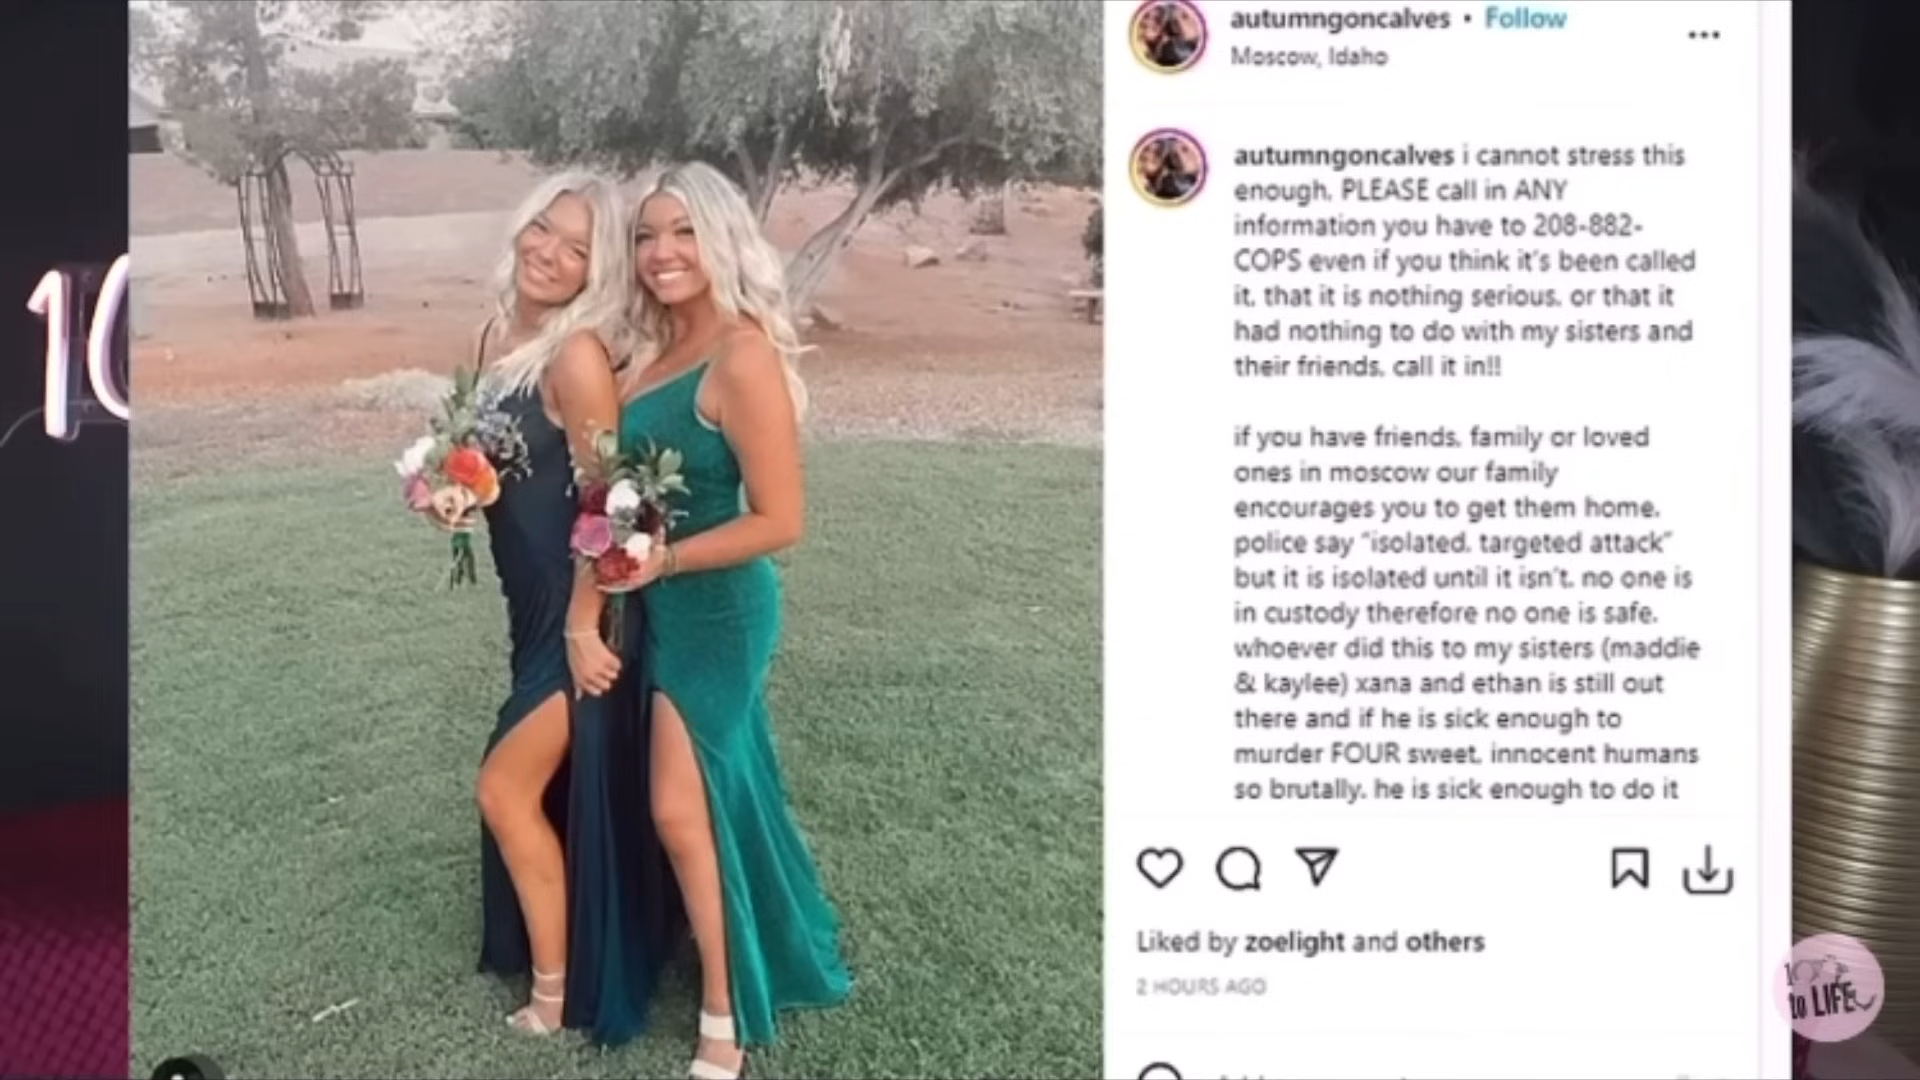 10
autumngoncalves • Follow
Moscow, Idaho
autumngoncalves i cannot stress this
enough, PLEASE call in ANY
information you have to 208-882-
COPS even if you think it's been called
it, that it is nothing serious, or that it
had nothing to do with my sisters and
their friends, call it in!!
if you have friends, family or loved
ones in moscow our family
encourages you to get them home.
police say "isolated, targeted attack"
but it is isolated until it isn't. no one is
in custody therefore no one is safe.
whoever did this to my sisters (maddie
& kaylee) xana and ethan is still out
there and if he is sick enough to
murder FOUR sweet, innocent humans
so brutally, he is sick enough to do it
Liked by zoelight and others
2 HOURS AGO
10
to LIFE